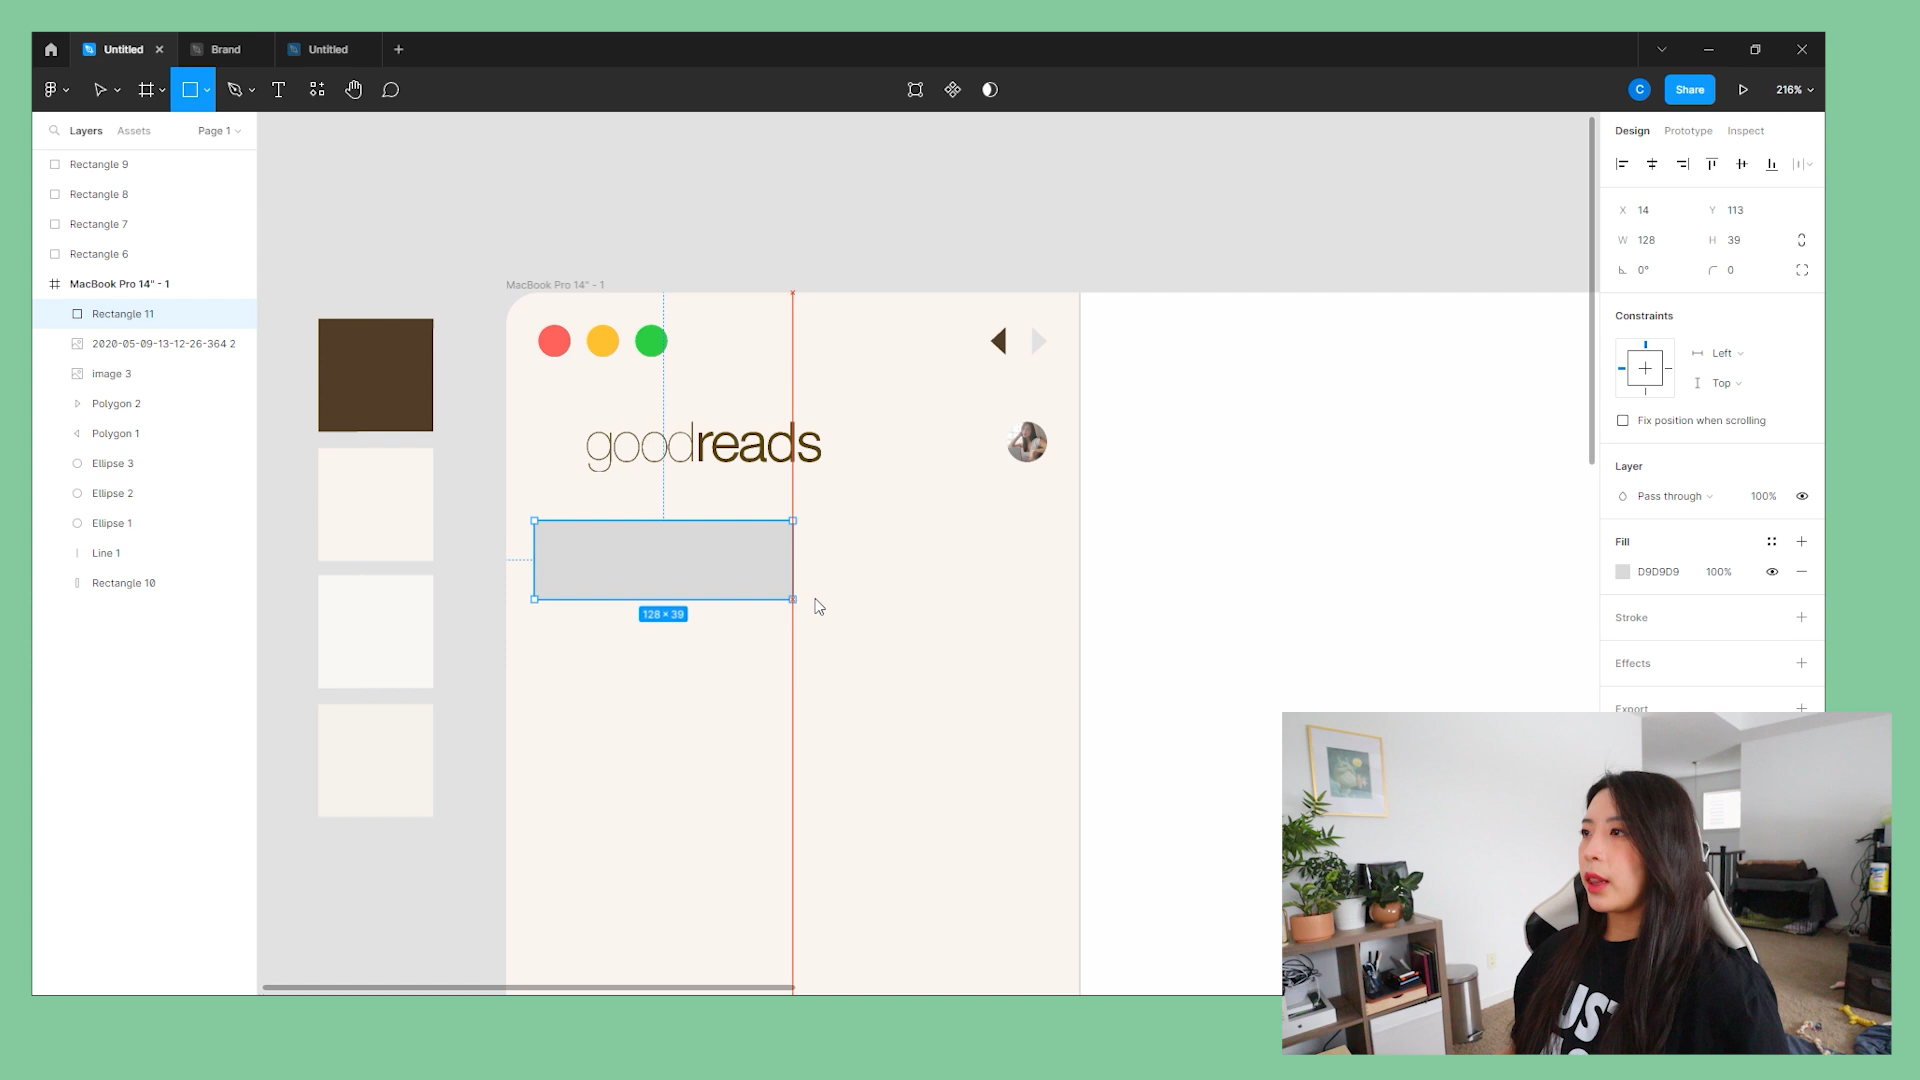 Untitled
Brand
Untitled
C
Share
216%
Layers
Assets
Page 1
Rectangle 9
Rectangle 8
Rectangle 7
Rectangle 6
MacBook Pro 14" - 1
Rectangle 11
2020-05-09-13-12-26-364 2
image 3
Polygon 2
Polygon 1
Ellipse 3
Ellipse 2
Ellipse 1
Line 1
Rectangle 10
MacBook Pro 14" - 1
goodreads
128 × 39
Design
Prototype
Inspect
X 14
Y 113
W 128
H 39
0°
0
Constraints
Left
Top
Fix position when scrolling
Layer
Pass through
100%
Fill
D9D9D9
100%
Stroke
Effects
Export